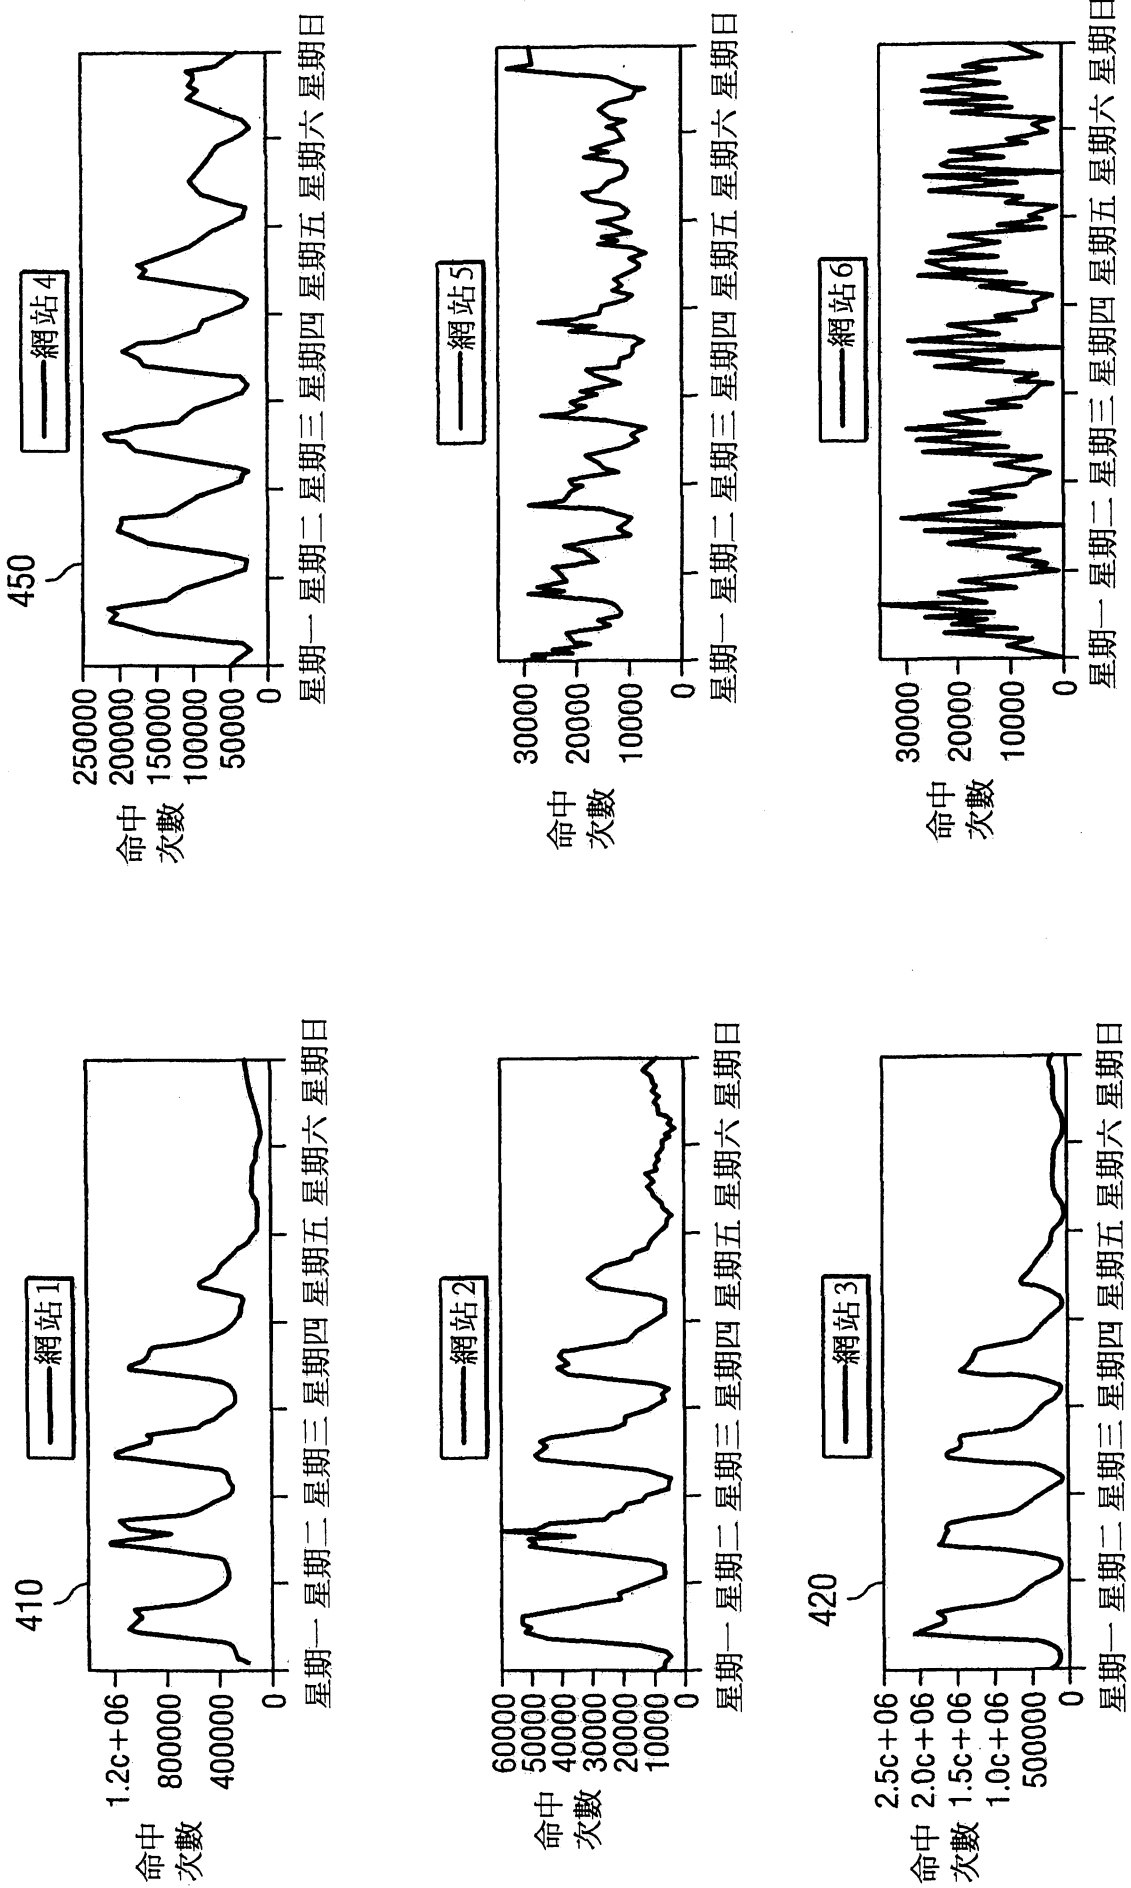 410
網站1
命中
次數
1.2c+06
800000
400000
0
星期一 星期二 星期三 星期四 星期五 星期六 星期日
網站2
命中
次數
60000
50000
40000
30000
20000
10000
0
星期一 星期二 星期三 星期四 星期五 星期六 星期日
420
網站3
命中
次數
2.5c+06
2.0c+06
1.5c+06
1.0c+06
500000
0
星期一 星期二 星期三 星期四 星期五 星期六 星期日
450
網站4
命中
次數
250000
200000
150000
100000
50000
0
星期一 星期二 星期三 星期四 星期五 星期六 星期日
網站5
命中
次數
30000
20000
10000
0
星期一 星期二 星期三 星期四 星期五 星期六 星期日
網站6
命中
次數
30000
20000
10000
0
星期一 星期二 星期三 星期四 星期五 星期六 星期日